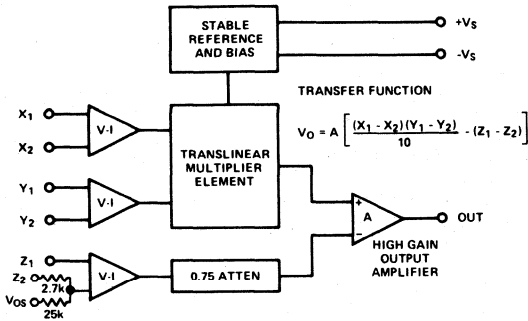 STABLE
REFERENCE
AND BIAS
+VS
-VS
TRANSFER FUNCTION
VO = A [ (X1 - X2)(Y1 - Y2) / 10 - (Z1 - Z2) ]
X1
X2
V-I
TRANSLINEAR
MULTIPLIER
ELEMENT
Y1
Y2
V-I
+
A
-
OUT
HIGH GAIN
OUTPUT
AMPLIFIER
Z1
Z2
2.7k
VOS
25k
V-I
0.75 ATTEN